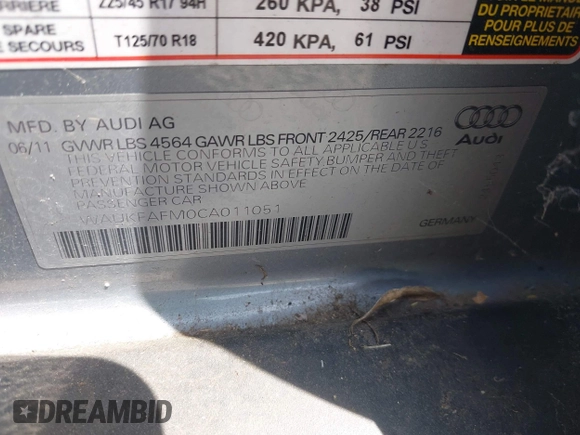 RRIÈRE 225/45 R17 94H 260 KPA, 38 PSI
SPARE
SECOURS T125/70 R18 420 KPA, 61 PSI
DU PROPRIÉTAIR
POUR PLUS DE
RENSEIGNEMENTS
MFD. BY AUDI AG
06/11 GVWR LBS 4564 GAWR LBS FRONT 2425/REAR 2216
THIS VEHICLE CONFORMS TO ALL APPLICABLE U S
FEDERAL MOTOR VEHICLE SAFETY BUMPER AND THEFT
PREVENTION STANDARDS IN EFFECT ON THE DATE OF
MANUFACTURE SHOWN ABOVE
PASSENGER CAR
WAUKFAFM0CA011051
Audi
GERMANY
DREAMBID